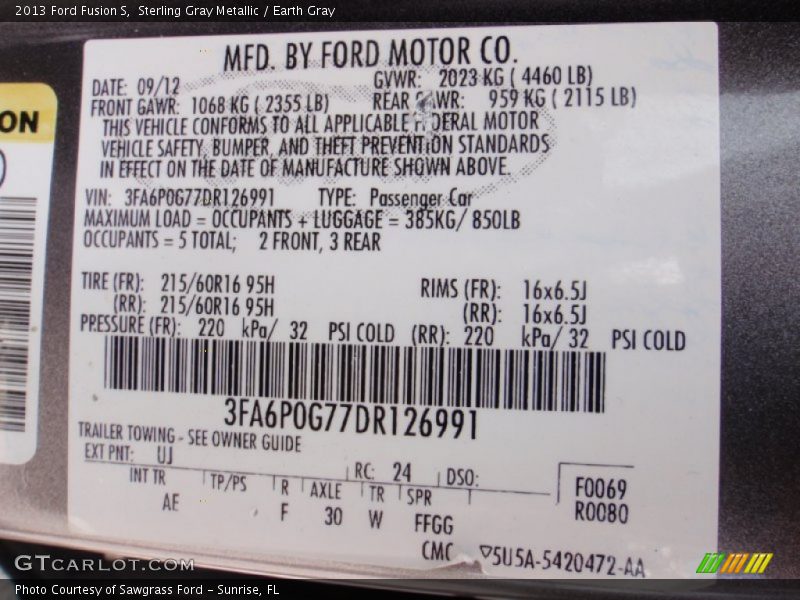 2013 Ford Fusion S,  Sterling Gray Metallic / Earth Gray
MFD. BY FORD MOTOR CO.
DATE: 09/12 GVWR: 2023 KG ( 4460 LB)
FRONT GAWR: 1068 KG ( 2355 LB) REAR GAWR: 959 KG ( 2115 LB)
THIS VEHICLE CONFORMS TO ALL APPLICABLE FEDERAL MOTOR
VEHICLE SAFETY, BUMPER, AND THEFT PREVENTION STANDARDS
IN EFFECT ON THE DATE OF MANUFACTURE SHOWN ABOVE.
VIN: 3FA6P0G77DR126991 TYPE: Passenger Car
MAXIMUM LOAD = OCCUPANTS + LUGGAGE = 385KG/ 850LB
OCCUPANTS = 5 TOTAL; 2 FRONT, 3 REAR
TIRE (FR): 215/60R16 95H RIMS (FR): 16x6.5J
(RR): 215/60R16 95H (RR): 16x6.5J
PRESSURE (FR): 220 kPa/ 32 PSI COLD (RR): 220 kPa/ 32 PSI COLD
3FA6P0G77DR126991
TRAILER TOWING - SEE OWNER GUIDE
EXT PNT: UJ RC: 24 DSO:
INT TR TP/PS R AXLE TR SPR F0069
AE F 30 W FFGG R0080
CMC ▽5U5A-5420472-AA
ON
GTCARLOT.COM
Photo Courtesy of Sawgrass Ford - Sunrise, FL